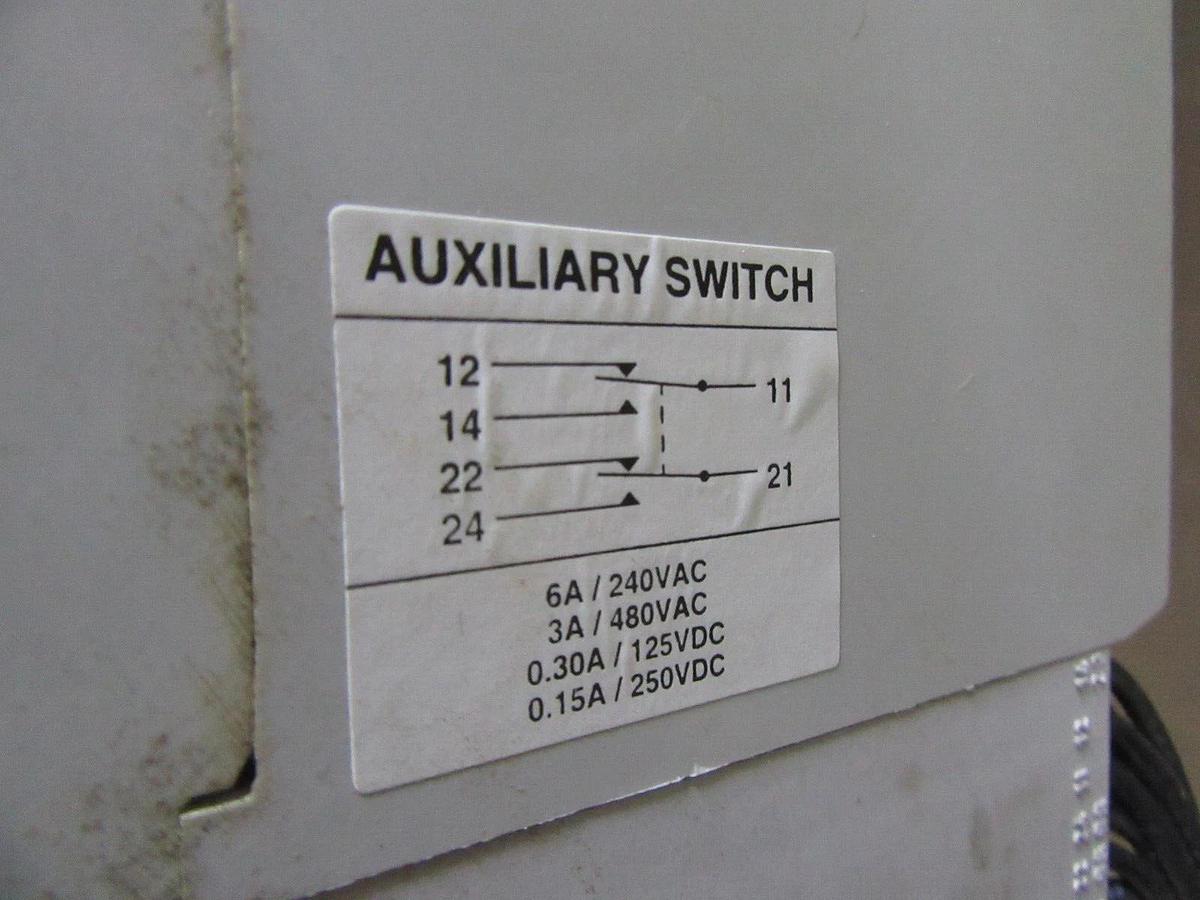 AUXILIARY SWITCH
12
11
14
22
21
24
6A / 240VAC
3A / 480VAC
0.30A / 125VDC
0.15A / 250VDC